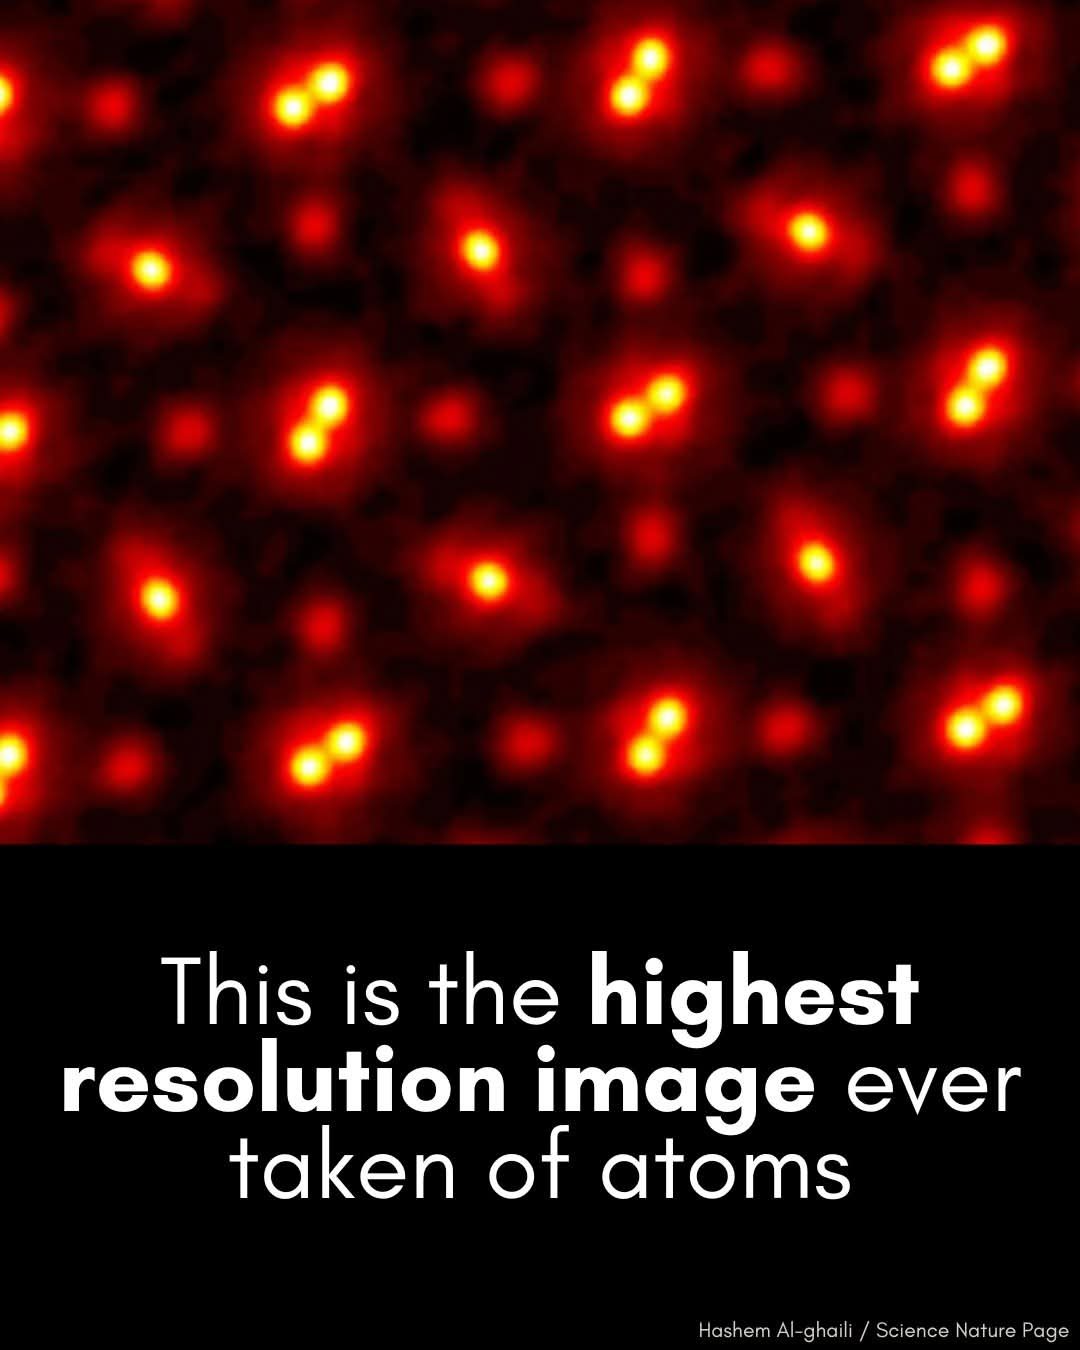 This is the highest
resolution image ever
taken of atoms
Hashem Al-ghaili / Science Nature Page